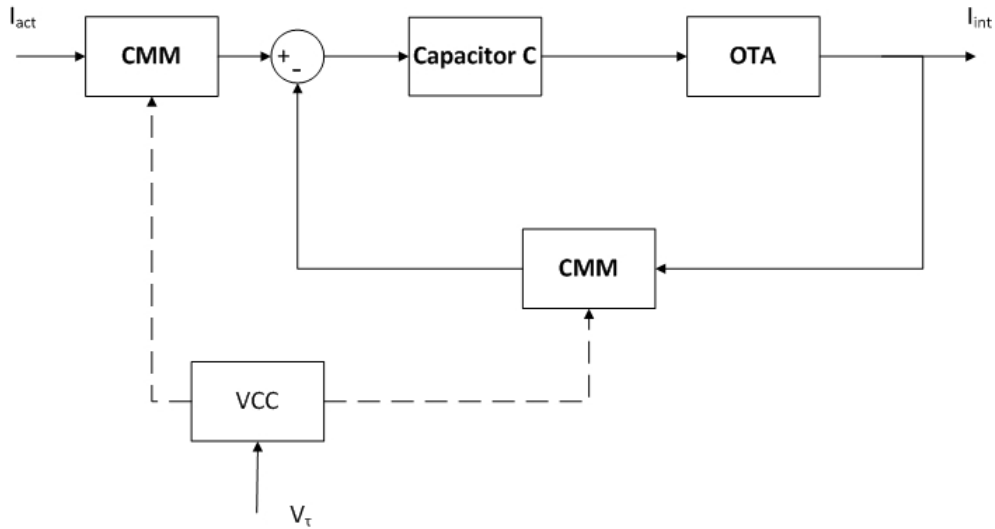 I_act
I_int
CMM
+
-
Capacitor C
OTA
CMM
VCC
V_τ